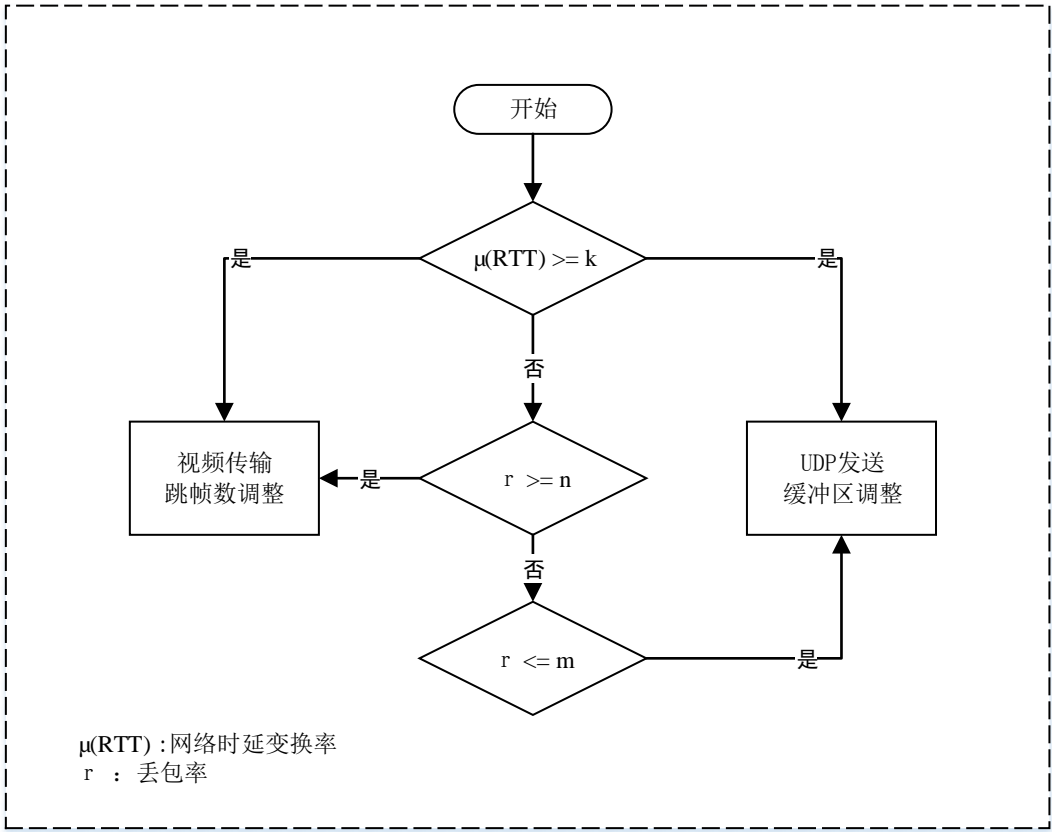 开始
μ(RTT) >= k
是
是
否
视频传输
跳帧数调整
是
r >= n
UDP发送
缓冲区调整
否
r <= m
是
μ(RTT) : 网络时延变换率
r ：丢包率